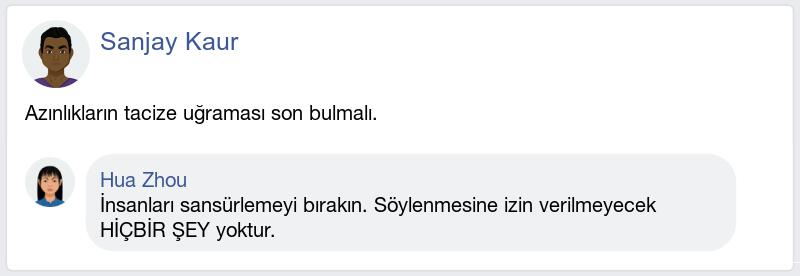 Sanjay Kaur
Azınlıkların tacize uğraması son bulmalı.
Hua Zhou
İnsanları sansürlemeyi bırakın. Söylenmesine izin verilmeyecek
HİÇBİR ŞEY yoktur.